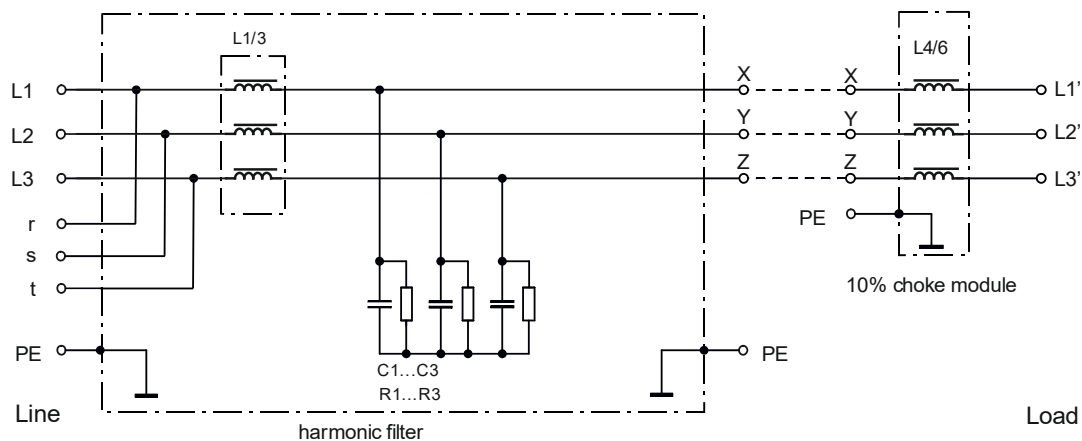 L1/3
L4/6
L1
X
X
L1'
L2
Y
Y
L2'
L3
Z
Z
L3'
r
PE
s
t
10% choke module
PE
PE
C1...C3
R1...R3
Line
Load
harmonic filter